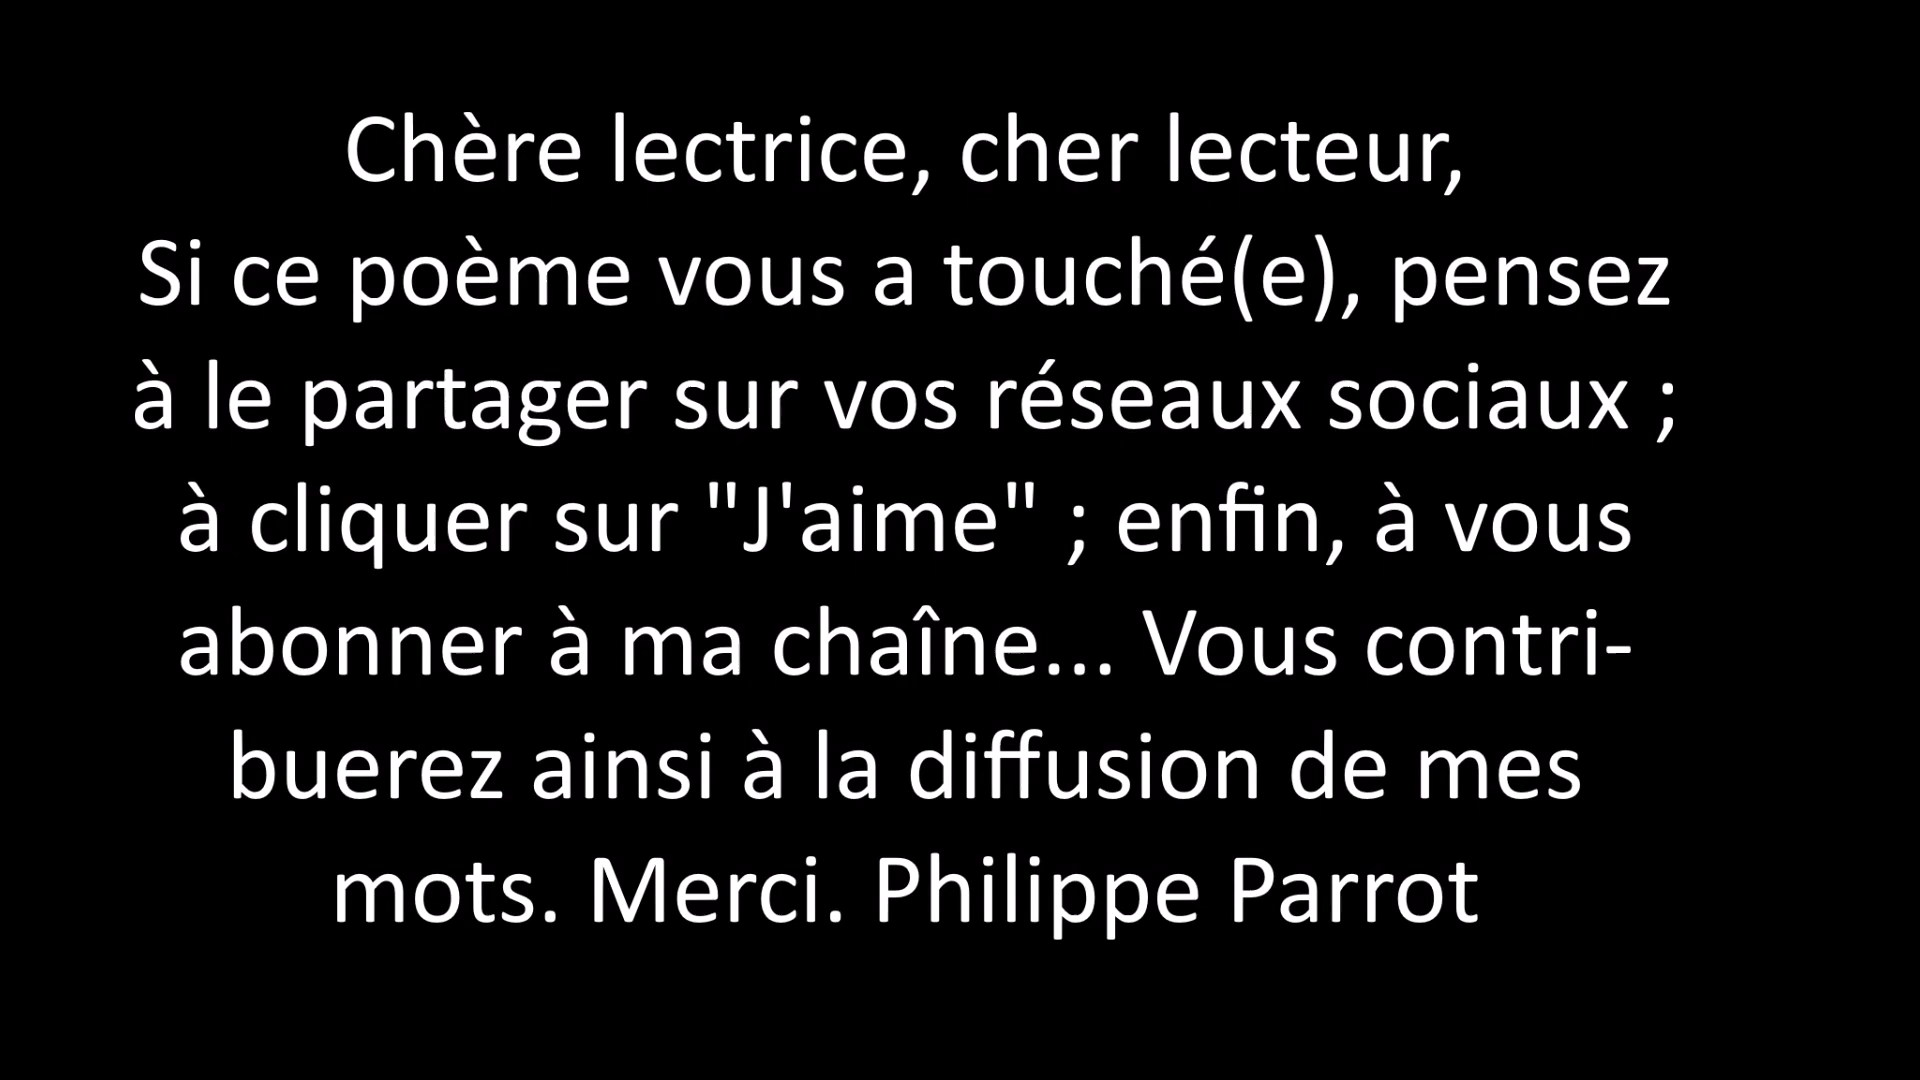 Chère lectrice, cher lecteur,
Si ce poème vous a touché(e), pensez
à le partager sur vos réseaux sociaux ;
à cliquer sur "J'aime" ; enfin, à vous
abonner à ma chaîne... Vous contri-
buerez ainsi à la diffusion de mes
mots. Merci. Philippe Parrot